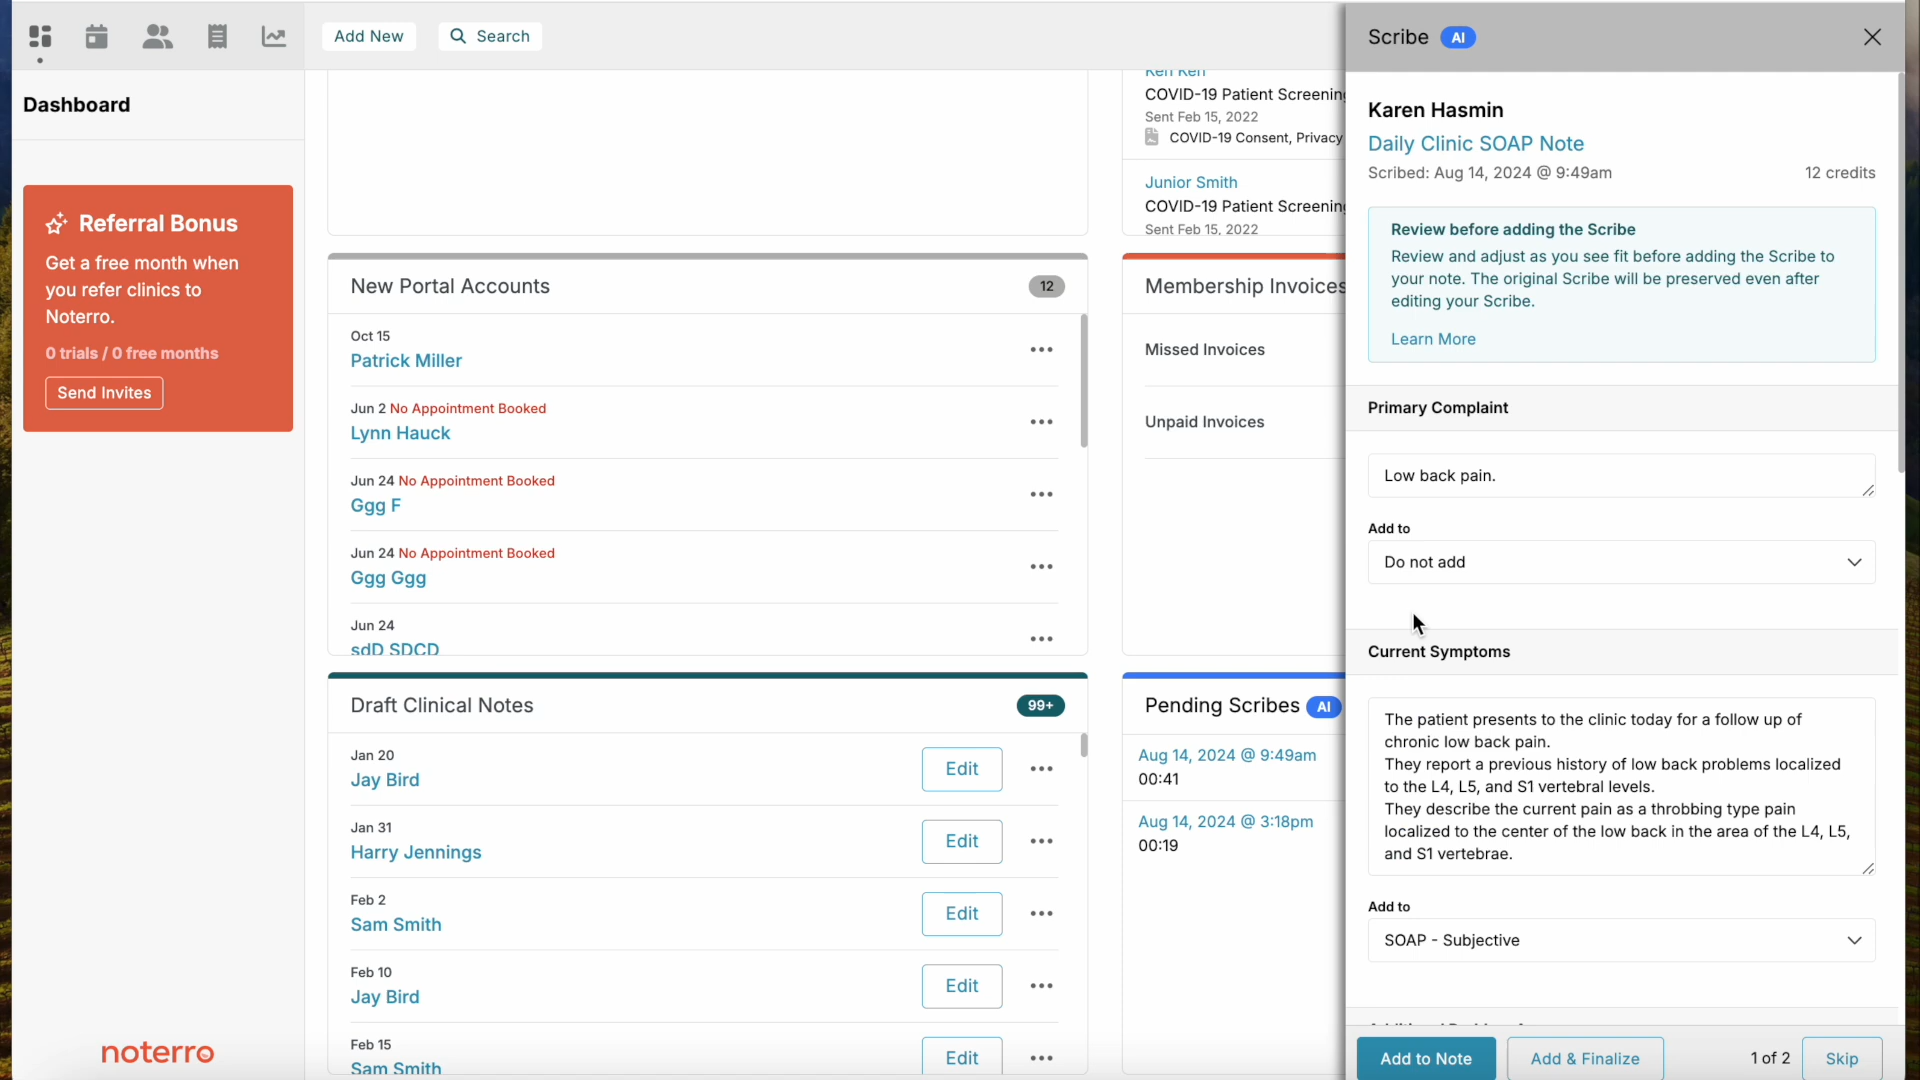 Add New
Search
Dashboard
Referral Bonus
Get a free month when
you refer clinics to
Noterro.
0 trials / 0 free months
Send Invites
noterro
Ken Ken
COVID-19 Patient Screening
Sent Feb 15, 2022
COVID-19 Consent, Privacy
Junior Smith
COVID-19 Patient Screening
Sent Feb 15, 2022
New Portal Accounts
12
Oct 15
Patrick Miller
Jun 2 No Appointment Booked
Lynn Hauck
Jun 24 No Appointment Booked
Ggg F
Jun 24 No Appointment Booked
Ggg Ggg
Jun 24
sdD SDCD
Membership Invoices
Missed Invoices
Unpaid Invoices
Draft Clinical Notes
99+
Jan 20
Jay Bird
Edit
Jan 31
Harry Jennings
Edit
Feb 2
Sam Smith
Edit
Feb 10
Jay Bird
Edit
Feb 15
Sam Smith
Edit
Pending Scribes AI
Aug 14, 2024 @ 9:49am
00:41
Aug 14, 2024 @ 3:18pm
00:19
Scribe AI
Karen Hasmin
Daily Clinic SOAP Note
Scribed: Aug 14, 2024 @ 9:49am
12 credits
Review before adding the Scribe
Review and adjust as you see fit before adding the Scribe to
your note. The original Scribe will be preserved even after
editing your Scribe.
Learn More
Primary Complaint
Low back pain.
Add to
Do not add
Current Symptoms
The patient presents to the clinic today for a follow up of
chronic low back pain.
They report a previous history of low back problems localized
to the L4, L5, and S1 vertebral levels.
They describe the current pain as a throbbing type pain
localized to the center of the low back in the area of the L4, L5,
and S1 vertebrae.
Add to
SOAP - Subjective
Add to Note
Add & Finalize
1 of 2
Skip